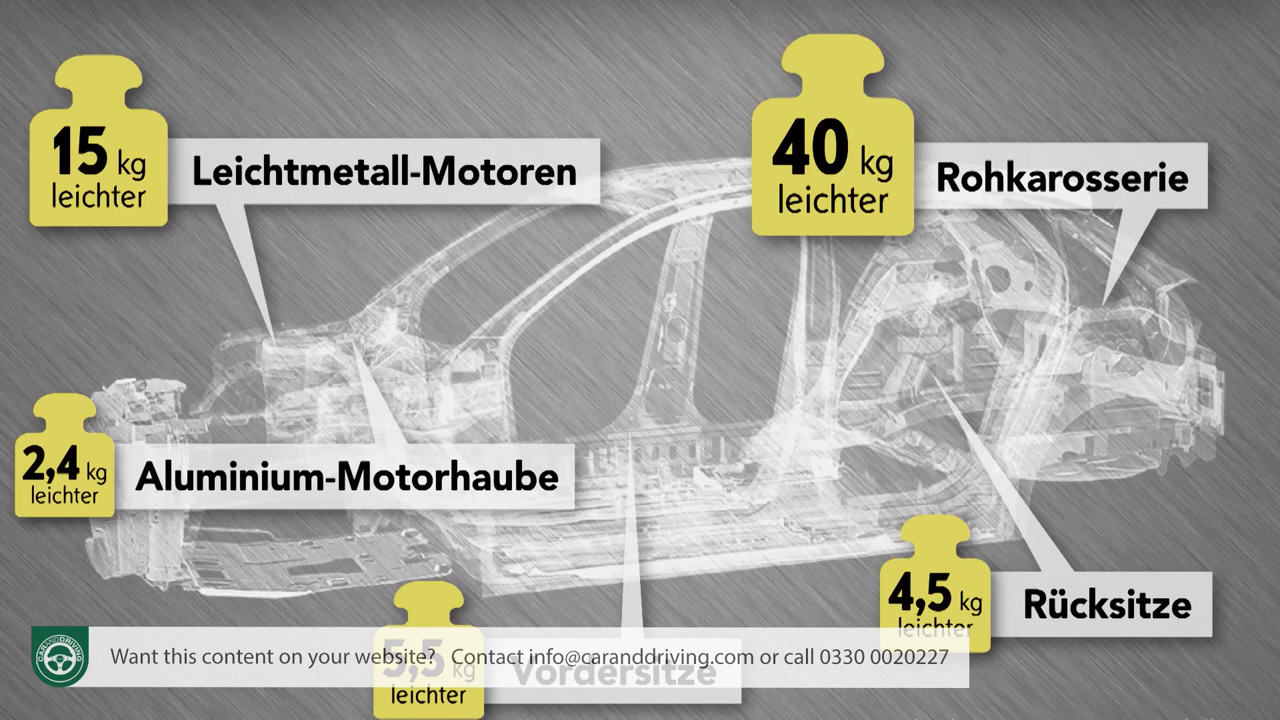 15 kg
leichter
Leichtmetall-Motoren
40 kg
leichter
Rohkarosserie
2,4 kg
leichter
Aluminium-Motorhaube
4,5 kg
leichter
Rücksitze
5,5 kg
leichter
Vordersitze
CARANDDRIVING
Want this content on your website? Contact info@caranddriving.com or call 0330 0020227